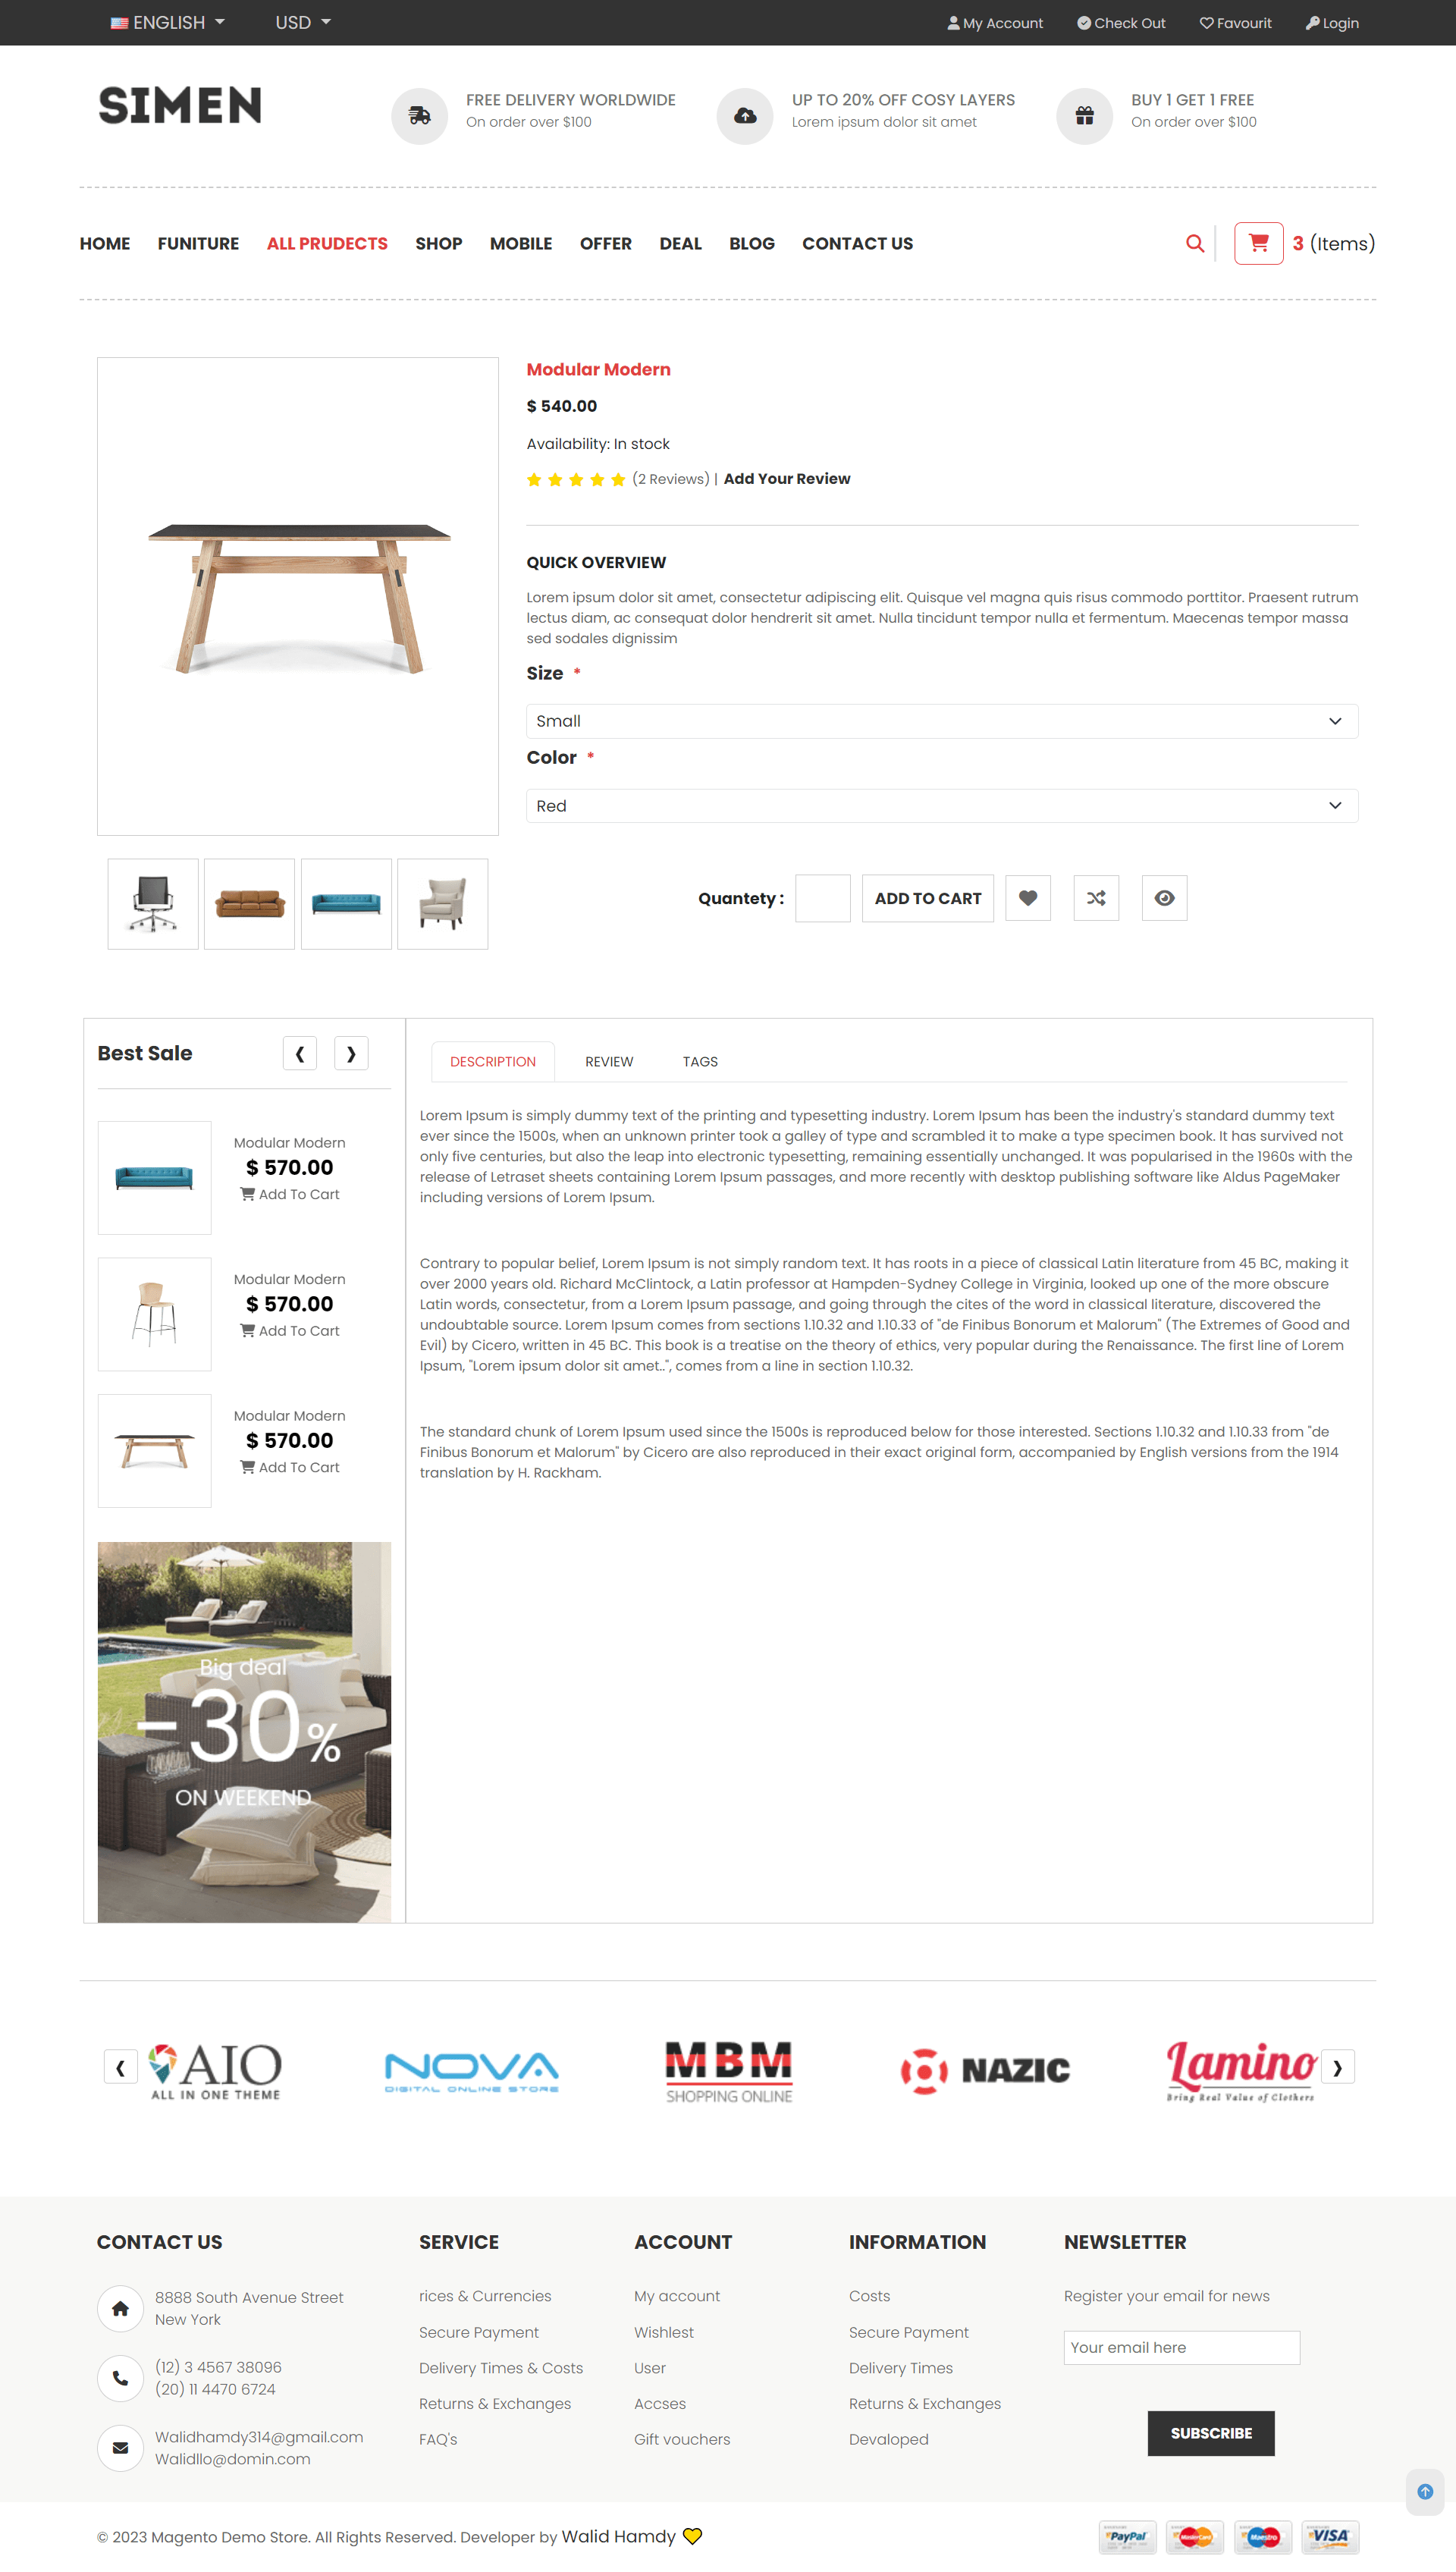 ENGLISH USD My Account Check Out Favourit Login
SIMEN
FREE DELIVERY WORLDWIDE
On order over $100
UP TO 20% OFF COSY LAYERS
Lorem ipsum dolor sit amet
BUY 1 GET 1 FREE
On order over $100
HOME FUNITURE ALL PRUDECTS SHOP MOBILE OFFER DEAL BLOG CONTACT US 3 (Items)
Modular Modern
$ 540.00
Availability: In stock
(2 Reviews) | Add Your Review
QUICK OVERVIEW
Lorem ipsum dolor sit amet, consectetur adipiscing elit. Quisque vel magna quis risus commodo porttitor. Praesent rutrum
lectus diam, ac consequat dolor hendrerit sit amet. Nulla tincidunt tempor nulla et fermentum. Maecenas tempor massa
sed sodales dignissim
Size *
Small
Color *
Red
Quantety : ADD TO CART
Best Sale
❰ ❱
Modular Modern
$ 570.00
Add To Cart
Modular Modern
$ 570.00
Add To Cart
Modular Modern
$ 570.00
Add To Cart
Big deal
-30%
ON WEEKEND
DESCRIPTION REVIEW TAGS
Lorem Ipsum is simply dummy text of the printing and typesetting industry. Lorem Ipsum has been the industry's standard dummy text
ever since the 1500s, when an unknown printer took a galley of type and scrambled it to make a type specimen book. It has survived not
only five centuries, but also the leap into electronic typesetting, remaining essentially unchanged. It was popularised in the 1960s with the
release of Letraset sheets containing Lorem Ipsum passages, and more recently with desktop publishing software like Aldus PageMaker
including versions of Lorem Ipsum.
Contrary to popular belief, Lorem Ipsum is not simply random text. It has roots in a piece of classical Latin literature from 45 BC, making it
over 2000 years old. Richard McClintock, a Latin professor at Hampden-Sydney College in Virginia, looked up one of the more obscure
Latin words, consectetur, from a Lorem Ipsum passage, and going through the cites of the word in classical literature, discovered the
undoubtable source. Lorem Ipsum comes from sections 1.10.32 and 1.10.33 of "de Finibus Bonorum et Malorum" (The Extremes of Good and
Evil) by Cicero, written in 45 BC. This book is a treatise on the theory of ethics, very popular during the Renaissance. The first line of Lorem
Ipsum, "Lorem ipsum dolor sit amet..", comes from a line in section 1.10.32.
The standard chunk of Lorem Ipsum used since the 1500s is reproduced below for those interested. Sections 1.10.32 and 1.10.33 from "de
Finibus Bonorum et Malorum" by Cicero are also reproduced in their exact original form, accompanied by English versions from the 1914
translation by H. Rackham.
❰ ❱
AIO
ALL IN ONE THEME
NOVA
DIGITAL ONLINE STORE
MBM
SHOPPING ONLINE
NAZIC
Lamino
Bring Real Value of Clothers
CONTACT US
8888 South Avenue Street
New York
(12) 3 4567 38096
(20) 11 4470 6724
Walidhamdy314@gmail.com
Walidllo@domin.com
SERVICE
rices & Currencies
Secure Payment
Delivery Times & Costs
Returns & Exchanges
FAQ's
ACCOUNT
My account
Wishlest
User
Accses
Gift vouchers
INFORMATION
Costs
Secure Payment
Delivery Times
Returns & Exchanges
Devaloped
NEWSLETTER
Register your email for news
Your email here
SUBSCRIBE
© 2023 Magento Demo Store. All Rights Reserved. Developer by Walid Hamdy
PayPal MasterCard Maestro VISA